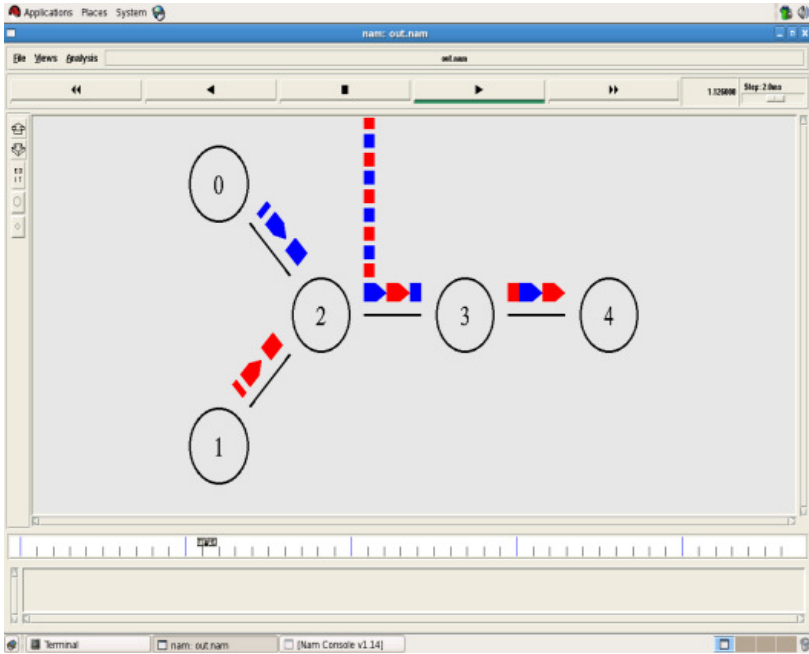 Applications Places System
nam: out.nam
File Views Analysis out.nam
1.125000 Step: 2.0ms
0
2 3 4
1
Terminal nam: out.nam [Nam Console v1.14]